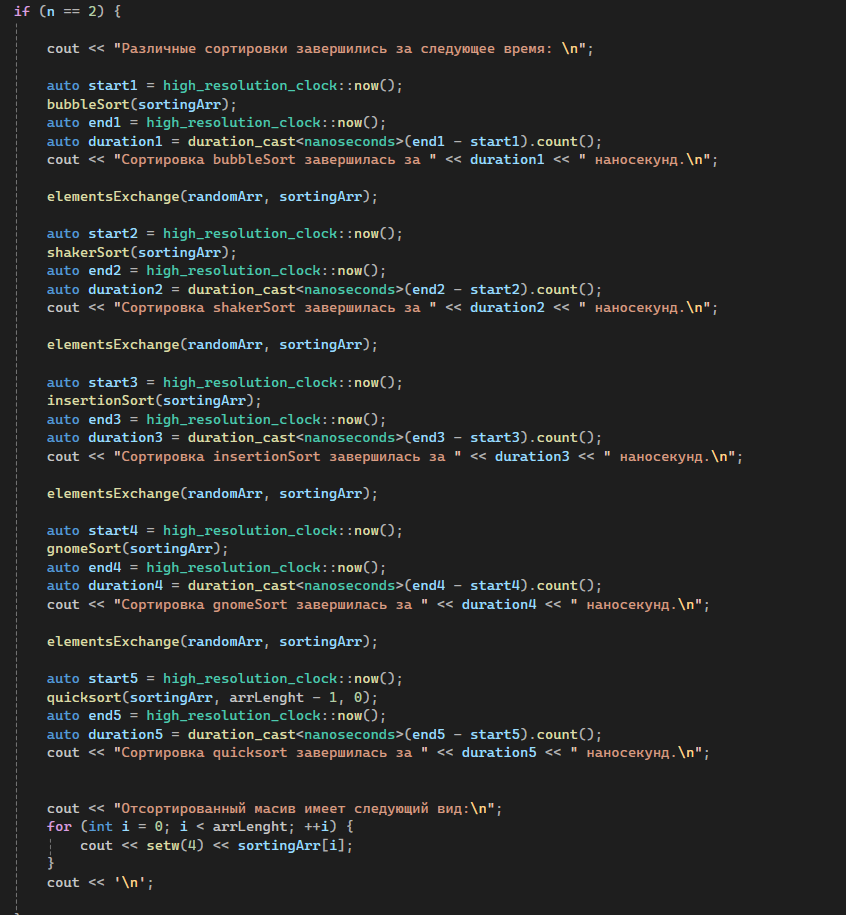 if (n == 2) {
cout << "Различные сортировки завершились за следующее время: \n";
auto start1 = high_resolution_clock::now();
bubbleSort(sortingArr);
auto end1 = high_resolution_clock::now();
auto duration1 = duration_cast<nanoseconds>(end1 - start1).count();
cout << "Сортировка bubbleSort завершилась за " << duration1 << " наносекунд.\n";
elementsExchange(randomArr, sortingArr);
auto start2 = high_resolution_clock::now();
shakerSort(sortingArr);
auto end2 = high_resolution_clock::now();
auto duration2 = duration_cast<nanoseconds>(end2 - start2).count();
cout << "Сортировка shakerSort завершилась за " << duration2 << " наносекунд.\n";
elementsExchange(randomArr, sortingArr);
auto start3 = high_resolution_clock::now();
insertionSort(sortingArr);
auto end3 = high_resolution_clock::now();
auto duration3 = duration_cast<nanoseconds>(end3 - start3).count();
cout << "Сортировка insertionSort завершилась за " << duration3 << " наносекунд.\n";
elementsExchange(randomArr, sortingArr);
auto start4 = high_resolution_clock::now();
gnomeSort(sortingArr);
auto end4 = high_resolution_clock::now();
auto duration4 = duration_cast<nanoseconds>(end4 - start4).count();
cout << "Сортировка gnomeSort завершилась за " << duration4 << " наносекунд.\n";
elementsExchange(randomArr, sortingArr);
auto start5 = high_resolution_clock::now();
quicksort(sortingArr, arrLenght - 1, 0);
auto end5 = high_resolution_clock::now();
auto duration5 = duration_cast<nanoseconds>(end5 - start5).count();
cout << "Сортировка quicksort завершилась за " << duration5 << " наносекунд.\n";
cout << "Отсортированный масив имеет следующий вид:\n";
for (int i = 0; i < arrLenght; ++i) {
cout << setw(4) << sortingArr[i];
}
cout << '\n';